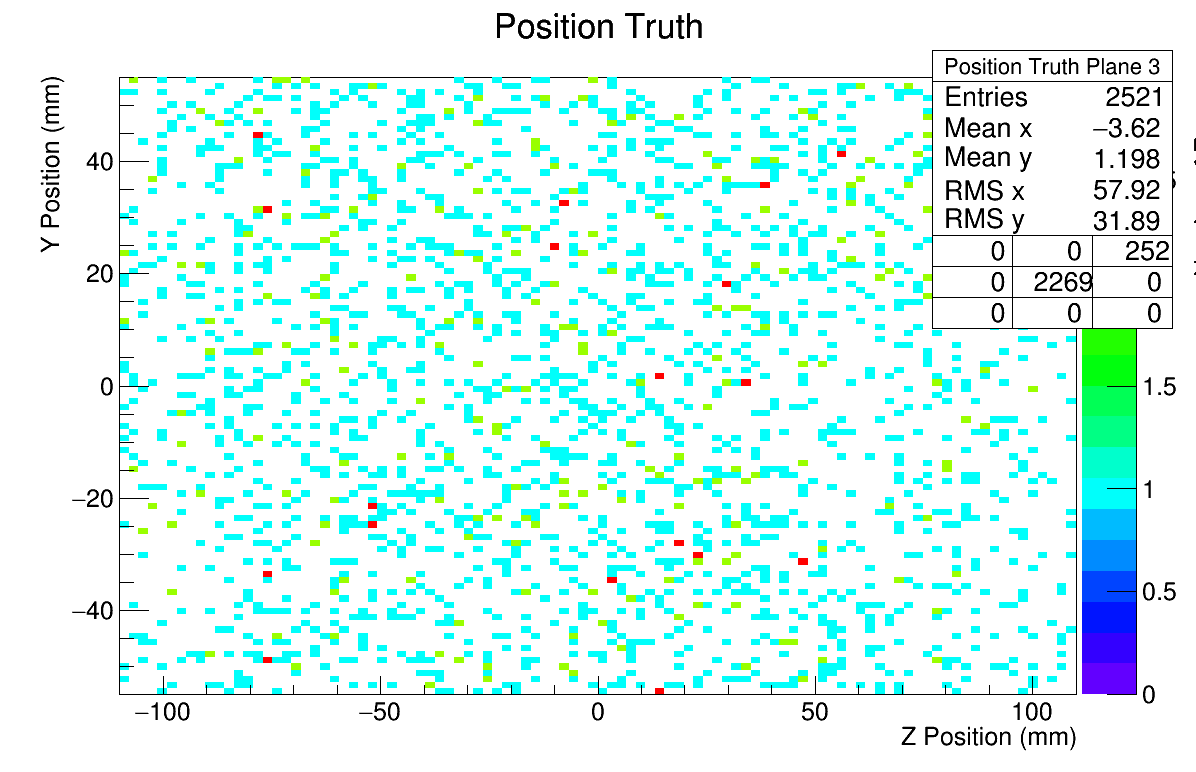 Position Truth
Position Truth Plane 3
Entries 2521
Mean x −3.62
Mean y 1.198
RMS x 57.92
RMS y 31.89
0 0 252
0 2269 0
0 0 0
Y Position (mm)
40
20
0
−20
−40
1.5
1
0.5
0
−100 −50 0 50 100
Z Position (mm)